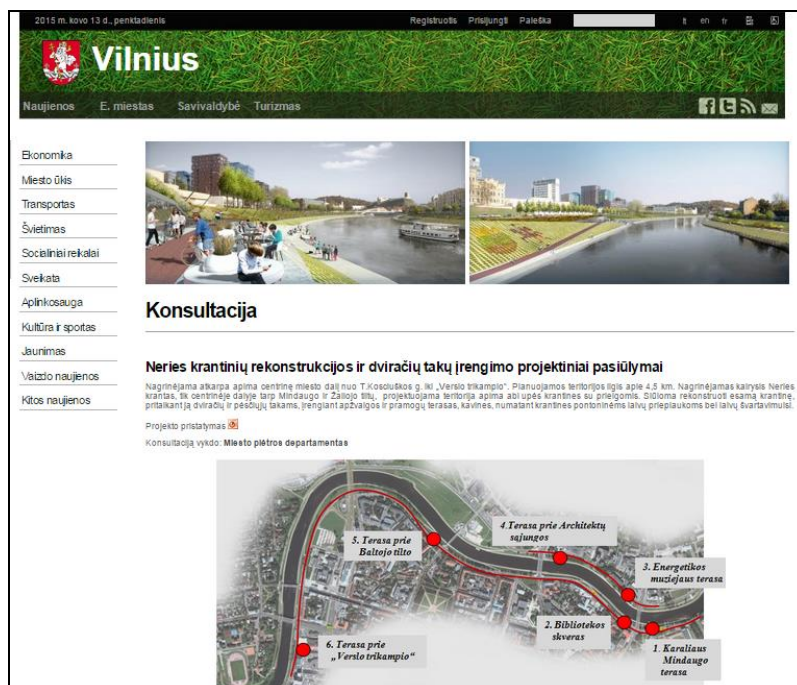 2015 m. kovo 13 d., penktadienis
Registruotis Prisijungti Paieška
lt en fr
Vilnius
Naujienos E. miestas Savivaldybė Turizmas
Ekonomika
Miesto ūkis
Transportas
Švietimas
Socialiniai reikalai
Sveikata
Aplinkosauga
Kultūra ir sportas
Jaunimas
Vaizdo naujienos
Kitos naujienos
Konsultacija
Neries krantinių rekonstrukcijos ir dviračių takų įrengimo projektiniai pasiūlymai
Nagrinėjama atkarpa apima centrinę miesto dalį nuo T.Kosciuškos g. iki „Verslo trikampio“. Planuojamos teritorijos ilgis apie 4,5 km. Nagrinėjamas kairysis Neries
krantas, tik centrinėje dalyje tarp Mindaugo ir Žaliojo tiltų, projektuojama teritorija apima abi upės krantines su prieigomis. Siūloma rekonstruoti esamą krantinę,
pritaikant ją dviračių ir pėsčiųjų takams, įrengiant apžvalgos ir pramogų terasas, kavines, numatant krantines pontoninėms laivų prieplaukoms bei laivų švartavimuisi.
Projekto pristatymas
Konsultaciją vykdo: Miesto plėtros departamentas
4.Terasa prie Architektų
sąjungos
5. Terasa prie
Baltojo tilto
3. Energetikos
muziejaus terasa
2. Bibliotekos
skveras
1. Karaliaus
Mindaugo
terasa
6. Terasa prie
„Verslo trikampio“